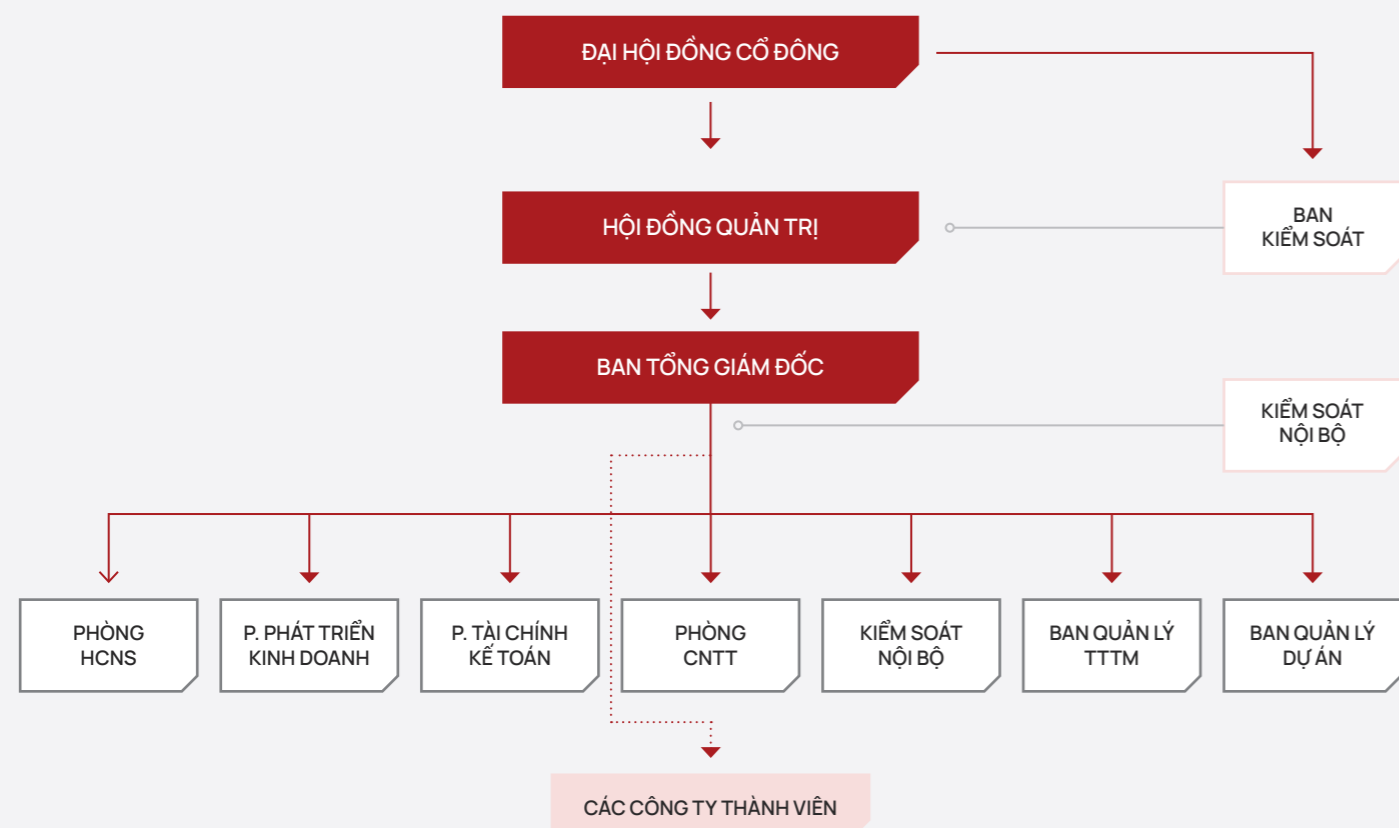 ĐẠI HỘI ĐỒNG CỔ ĐÔNG
HỘI ĐỒNG QUẢN TRỊ
BAN
KIỂM SOÁT
BAN TỔNG GIÁM ĐỐC
KIỂM SOÁT
NỘI BỘ
PHÒNG
HCNS
P. PHÁT TRIỂN
KINH DOANH
P. TÀI CHÍNH
KẾ TOÁN
PHÒNG
CNTT
KIỂM SOÁT
NỘI BỘ
BAN QUẢN LÝ
TTTM
BAN QUẢN LÝ
DỰ ÁN
CÁC CÔNG TY THÀNH VIÊN